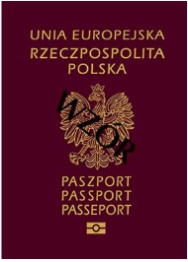 UNIA EUROPEJSKA
RZECZPOSPOLITA
POLSKA
WZÓR
PASZPORT
PASSPORT
PASSEPORT